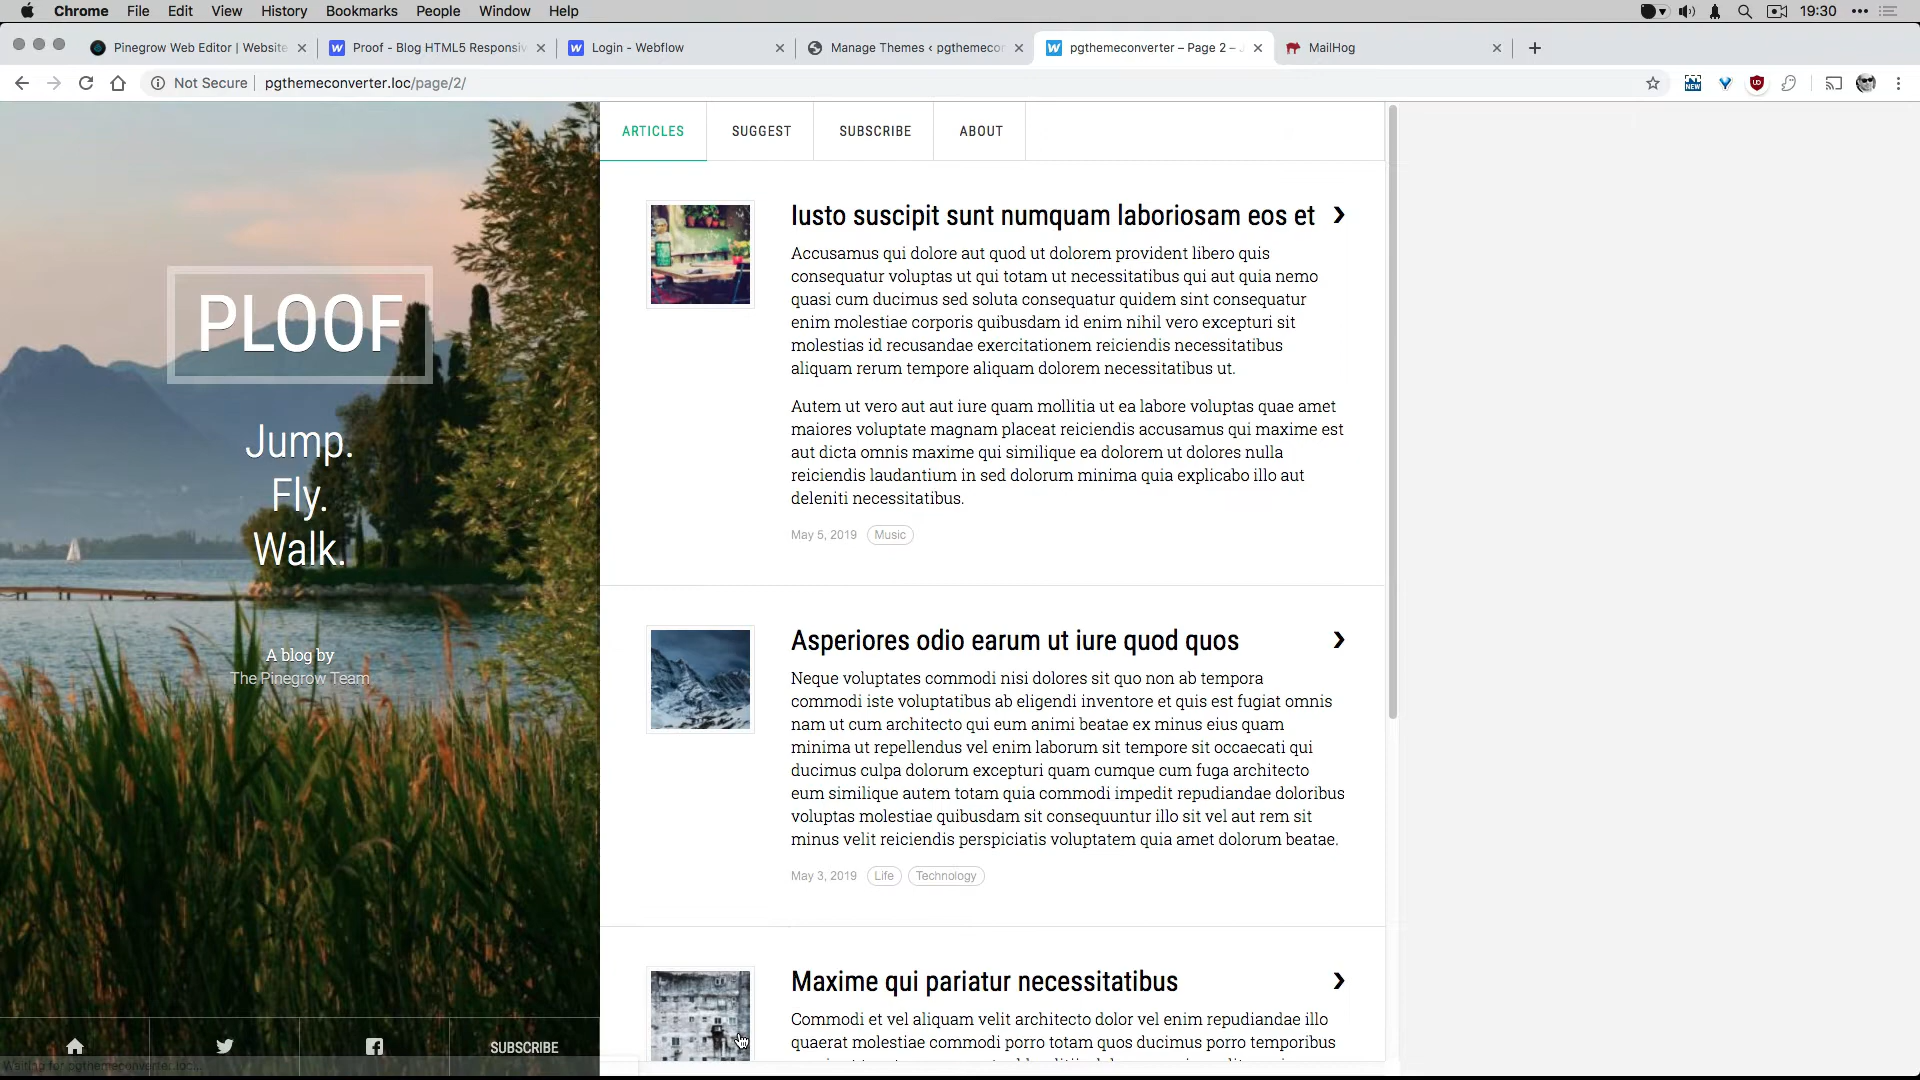 Chrome File Edit View History Bookmarks People Window Help 19:30
Pinegrow Web Editor | Website
Proof - Blog HTML5 Responsiv
Login - Webflow
Manage Themes ‹ pgthemecor
pgthemeconverter – Page 2 –
MailHog
Not Secure pgthemeconverter.loc/page/2/
NEW
PLOOF
Jump.
Fly.
Walk.
A blog by
The Pinegrow Team
SUBSCRIBE
Waiting for pgthemeconverter.loc...
ARTICLES SUGGEST SUBSCRIBE ABOUT
Iusto suscipit sunt numquam laboriosam eos et
Accusamus qui dolore aut quod ut dolorem provident libero quis
consequatur voluptas ut qui totam ut necessitatibus qui aut quia nemo
quasi cum ducimus sed soluta consequatur quidem sint consequatur
enim molestiae corporis quibusdam id enim nihil vero excepturi sit
molestias id recusandae exercitationem reiciendis necessitatibus
aliquam rerum tempore aliquam dolorem necessitatibus ut.
Autem ut vero aut aut iure quam mollitia ut ea labore voluptas quae amet
maiores voluptate magnam placeat reiciendis accusamus qui maxime est
aut dicta omnis maxime qui similique ea dolorem ut dolores nulla
reiciendis laudantium in sed dolorum minima quia explicabo illo aut
deleniti necessitatibus.
May 5, 2019 Music
Asperiores odio earum ut iure quod quos
Neque voluptates commodi nisi dolores sit quo non ab tempora
commodi iste voluptatibus ab eligendi inventore et quis est fugiat omnis
nam ut cum architecto qui eum animi beatae ex minus eius quam
minima ut repellendus vel enim laborum sit tempore sit occaecati qui
ducimus culpa dolorum excepturi quam cumque cum fuga architecto
eum similique autem totam quia commodi impedit repudiandae doloribus
voluptas molestiae quibusdam sit consequuntur illo sit vel aut rem sit
minus velit reiciendis perspiciatis voluptatem quia amet dolorum beatae.
May 3, 2019 Life Technology
Maxime qui pariatur necessitatibus
Commodi et vel aliquam velit architecto dolor vel enim repudiandae illo
quaerat molestiae commodi porro totam quos ducimus porro temporibus